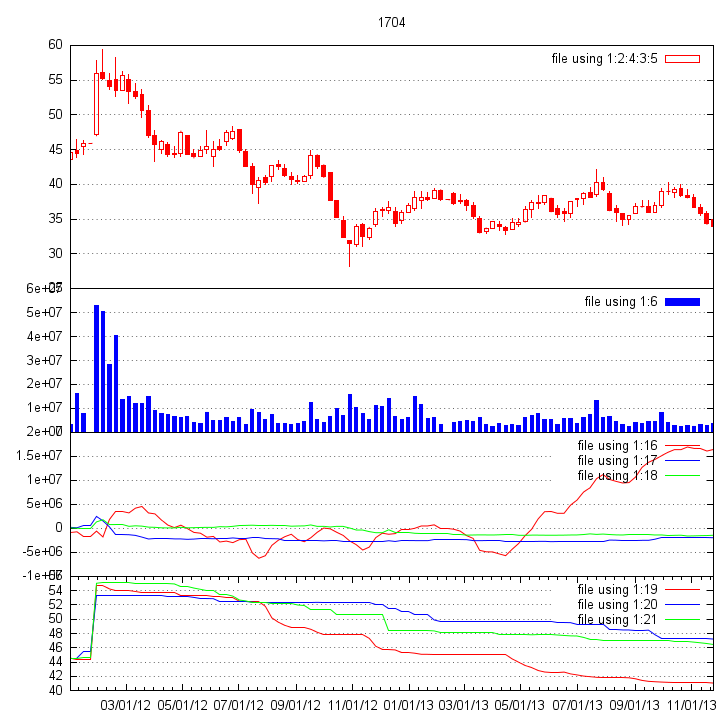 1704
60
file using 1:2:4:3:5
55
50
45
40
35
30
6e+07
file using 1:6
5e+07
4e+07
3e+07
2e+07
1e+07
file using 1:16
1.5e+07
file using 1:17
1e+07
file using 1:18
5e+06
0
-5e+06
54
file using 1:19
52
file using 1:20
50
file using 1:21
48
46
44
42
40
03/01/12 05/01/12 07/01/12 09/01/12 11/01/12 01/01/13 03/01/13 05/01/13 07/01/13 09/01/13 11/01/13